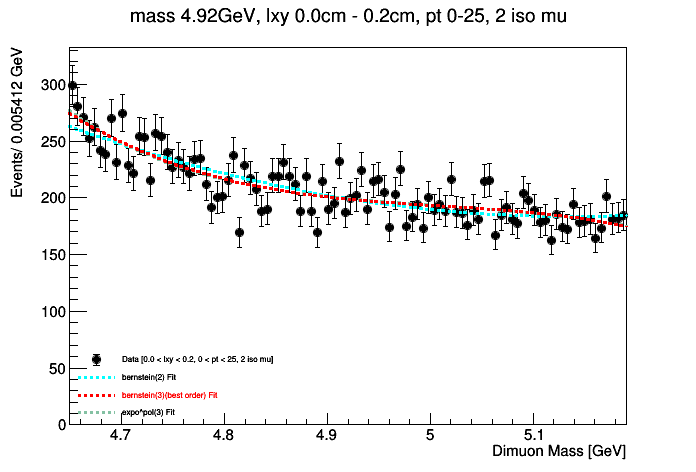 mass 4.92GeV, lxy 0.0cm - 0.2cm, pt 0-25, 2 iso mu
Events/ 0.005412 GeV
300
250
200
150
100
50
0
Data [0.0 < lxy < 0.2, 0 < pt < 25, 2 iso mu]
bernstein(2) Fit
bernstein(3)(best order) Fit
expo^pol(3) Fit
4.7 4.8 4.9 5 5.1
Dimuon Mass [GeV]